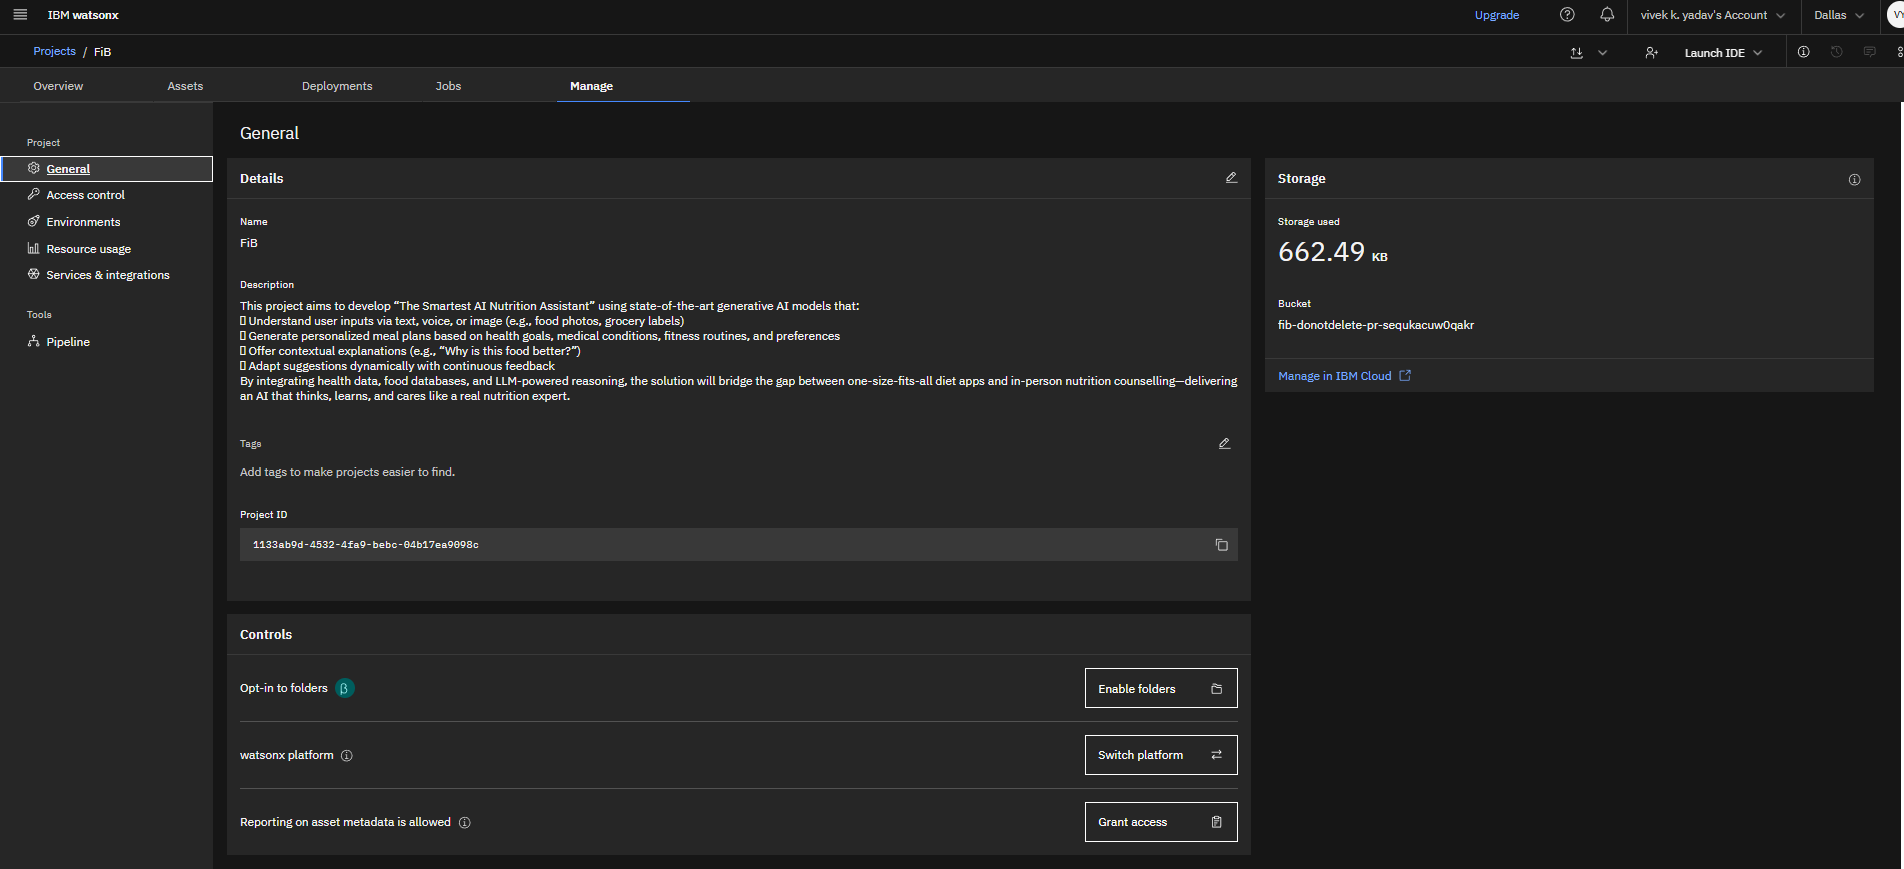 IBM watsonx
Upgrade
vivek k. yadav's Account
Dallas
Projects / FiB
Launch IDE
Overview
Assets
Deployments
Jobs
Manage
Project
General
Access control
Environments
Resource usage
Services & integrations
Tools
Pipeline
General
Details
Name
FiB
Description
This project aims to develop “The Smartest AI Nutrition Assistant” using state-of-the-art generative AI models that:
▯ Understand user inputs via text, voice, or image (e.g., food photos, grocery labels)
▯ Generate personalized meal plans based on health goals, medical conditions, fitness routines, and preferences
▯ Offer contextual explanations (e.g., “Why is this food better?”)
▯ Adapt suggestions dynamically with continuous feedback
By integrating health data, food databases, and LLM-powered reasoning, the solution will bridge the gap between one-size-fits-all diet apps and in-person nutrition counselling—delivering
an AI that thinks, learns, and cares like a real nutrition expert.
Tags
Add tags to make projects easier to find.
Project ID
1133ab9d-4532-4fa9-bebc-04b17ea9098c
Controls
Opt-in to folders β
Enable folders
watsonx platform
Switch platform
Reporting on asset metadata is allowed
Grant access
Storage
Storage used
662.49 KB
Bucket
fib-donotdelete-pr-sequkacuw0qakr
Manage in IBM Cloud